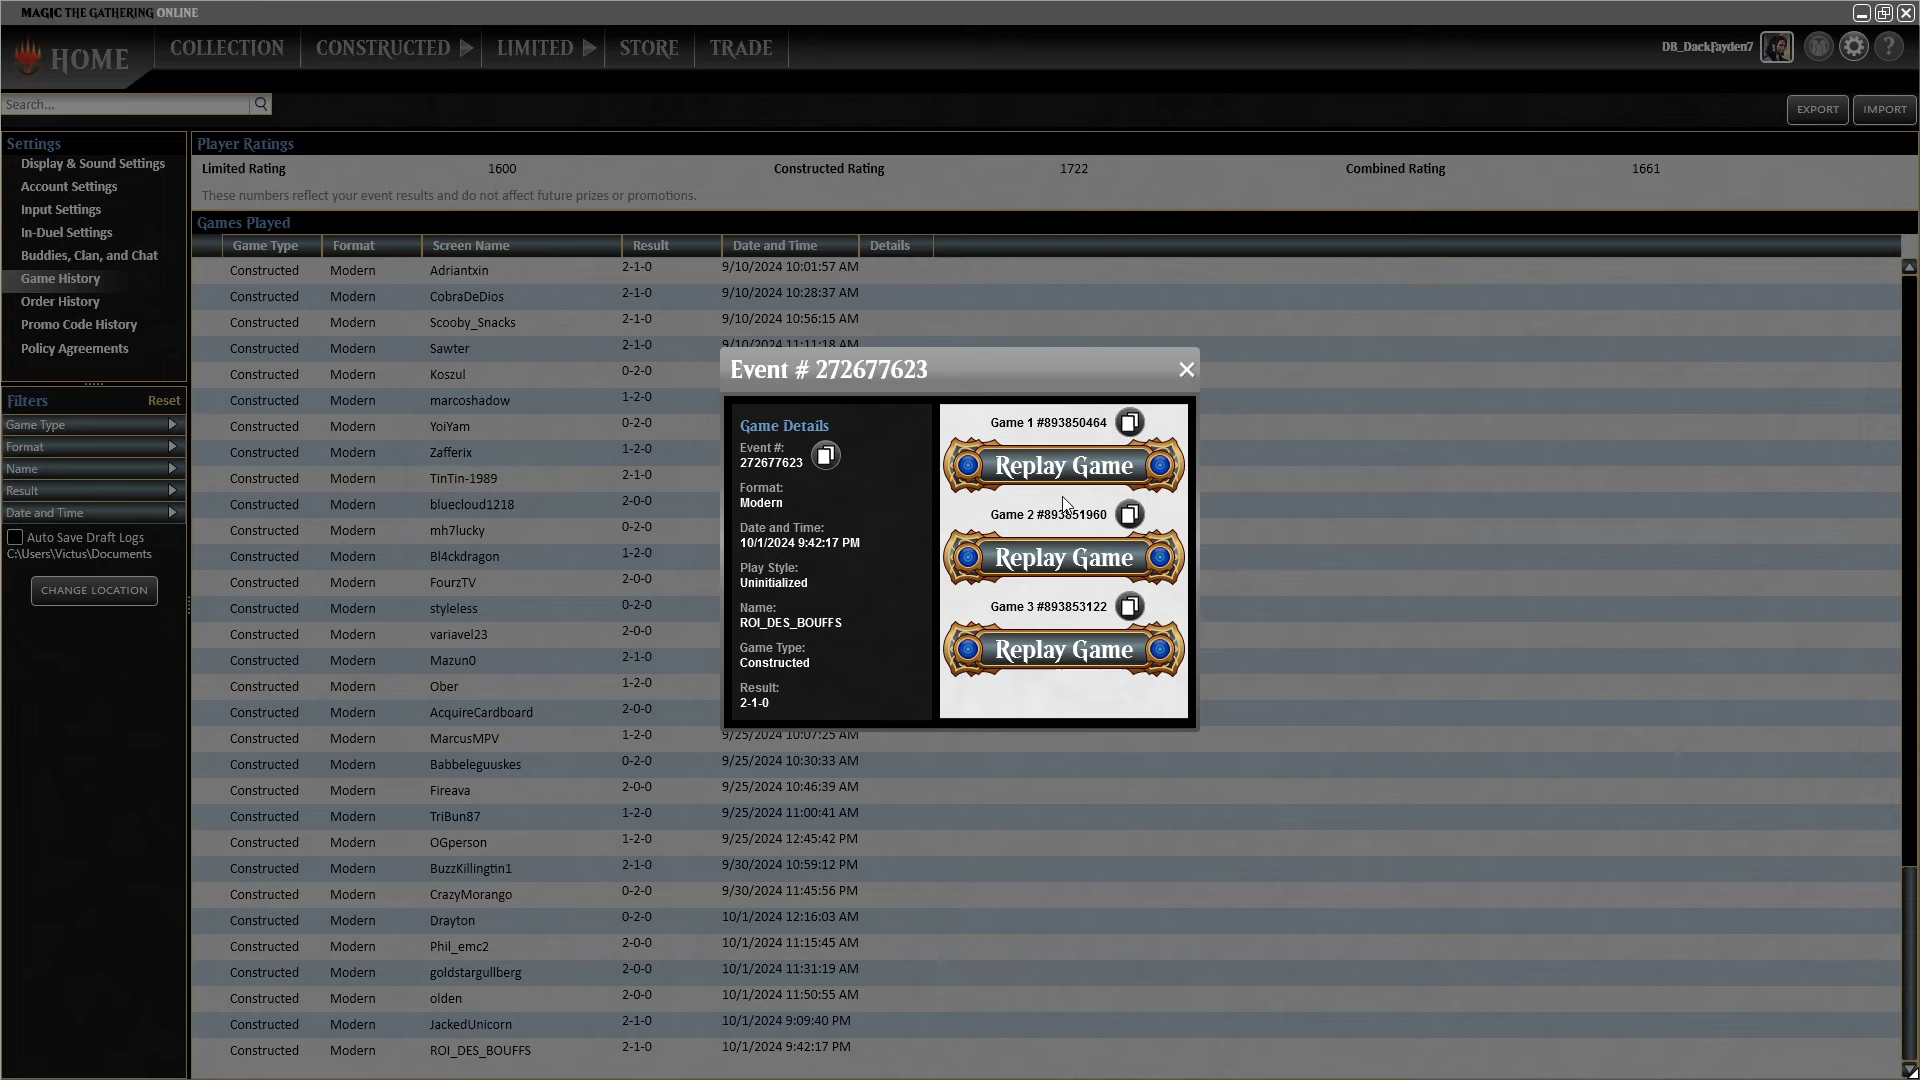 MAGIC THE GATHERING ONLINE
HOME
COLLECTION
CONSTRUCTED
LIMITED
STORE
TRADE
DB_DackFayden7
?
Search...
EXPORT
IMPORT
Settings
Display & Sound Settings
Account Settings
Input Settings
In-Duel Settings
Buddies, Clan, and Chat
Game History
Order History
Promo Code History
Policy Agreements
Filters Reset
Game Type
Format
Name
Result
Date and Time
Auto Save Draft Logs
C:\Users\Victus\Documents
CHANGE LOCATION
Player Ratings
Limited Rating 1600 Constructed Rating 1722 Combined Rating 1661
These numbers reflect your event results and do not affect future prizes or promotions.
Games Played
Game Type Format Screen Name Result Date and Time Details
Constructed Modern Adriantxin 2-1-0 9/10/2024 10:01:57 AM
Constructed Modern CobraDeDios 2-1-0 9/10/2024 10:28:37 AM
Constructed Modern Scooby_Snacks 2-1-0 9/10/2024 10:56:15 AM
Constructed Modern Sawter 2-1-0 9/10/2024 11:11:18 AM
Constructed Modern Koszul 0-2-0
Constructed Modern marcoshadow 1-2-0
Constructed Modern YoiYam 0-2-0
Constructed Modern Zafferix 1-2-0
Constructed Modern TinTin-1989 2-1-0
Constructed Modern bluecloud1218 2-0-0
Constructed Modern mh7lucky 0-2-0
Constructed Modern Bl4ckdragon 1-2-0
Constructed Modern FourzTV 2-0-0
Constructed Modern styleless 0-2-0
Constructed Modern variavel23 2-0-0
Constructed Modern Mazun0 2-1-0
Constructed Modern Ober 1-2-0
Constructed Modern AcquireCardboard 2-0-0
Constructed Modern MarcusMPV 1-2-0 9/25/2024 10:07:25 AM
Constructed Modern Babbeleguuskes 0-2-0 9/25/2024 10:30:33 AM
Constructed Modern Fireava 2-0-0 9/25/2024 10:46:39 AM
Constructed Modern TriBun87 1-2-0 9/25/2024 11:00:41 AM
Constructed Modern OGperson 1-2-0 9/25/2024 12:45:42 PM
Constructed Modern BuzzKillingtin1 2-1-0 9/30/2024 10:59:12 PM
Constructed Modern CrazyMorango 0-2-0 9/30/2024 11:45:56 PM
Constructed Modern Drayton 0-2-0 10/1/2024 12:16:03 AM
Constructed Modern Phil_emc2 2-0-0 10/1/2024 11:15:45 AM
Constructed Modern goldstargullberg 2-0-0 10/1/2024 11:31:19 AM
Constructed Modern olden 2-0-0 10/1/2024 11:50:55 AM
Constructed Modern JackedUnicorn 2-1-0 10/1/2024 9:09:40 PM
Constructed Modern ROI_DES_BOUFFS 2-1-0 10/1/2024 9:42:17 PM
Event # 272677623
Game Details
Event #:
272677623
Format:
Modern
Date and Time:
10/1/2024 9:42:17 PM
Play Style:
Uninitialized
Name:
ROI_DES_BOUFFS
Game Type:
Constructed
Result:
2-1-0
Game 1 #893850464
Replay Game
Game 2 #893851960
Replay Game
Game 3 #893853122
Replay Game